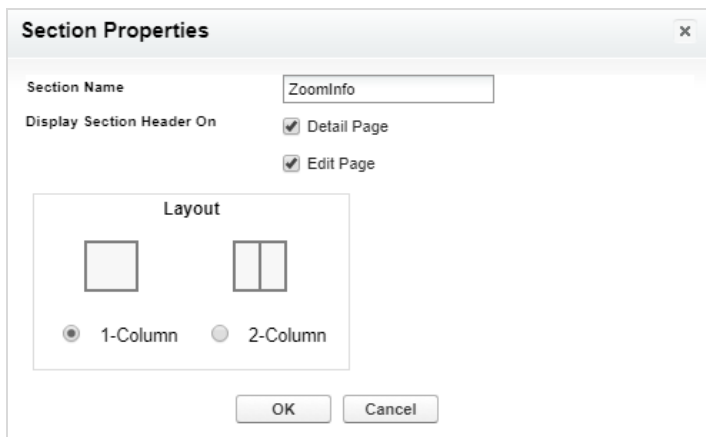 Section Properties
Section Name ZoomInfo
Display Section Header On Detail Page
Edit Page
Layout
1-Column 2-Column
OK Cancel